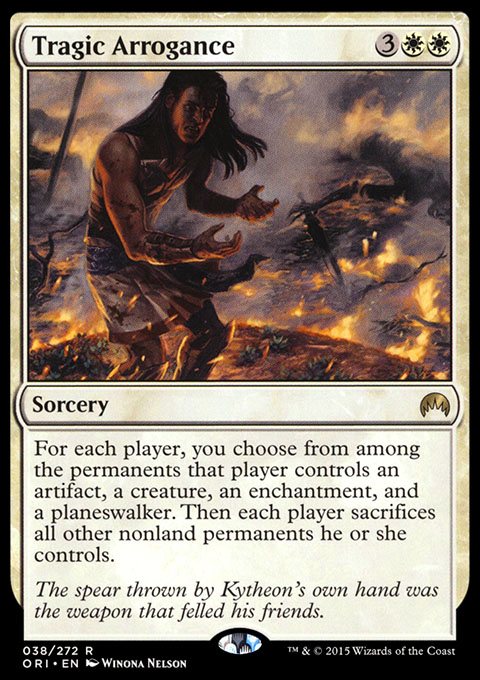 Tragic Arrogance 3
Sorcery
For each player, you choose from among
the permanents that player controls an
artifact, a creature, an enchantment, and
a planeswalker. Then each player sacrifices
all other nonland permanents he or she
controls.
The spear thrown by Kytheon's own hand was
the weapon that felled his friends.
038/272 R
ORI • EN Winona Nelson
™ & © 2015 Wizards of the Coast